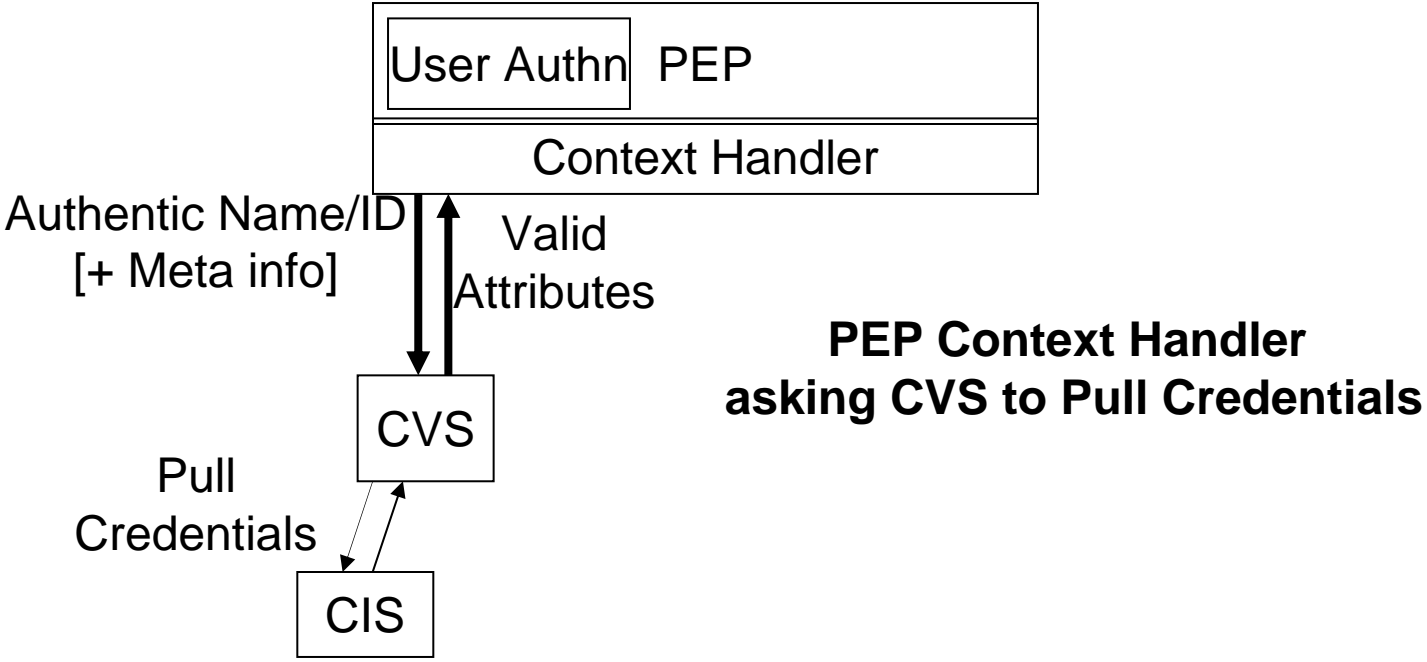 User Authn
PEP
Context Handler
Authentic Name/ID
[+ Meta info]
Valid
Attributes
PEP Context Handler
asking CVS to Pull Credentials
CVS
Pull
Credentials
CIS